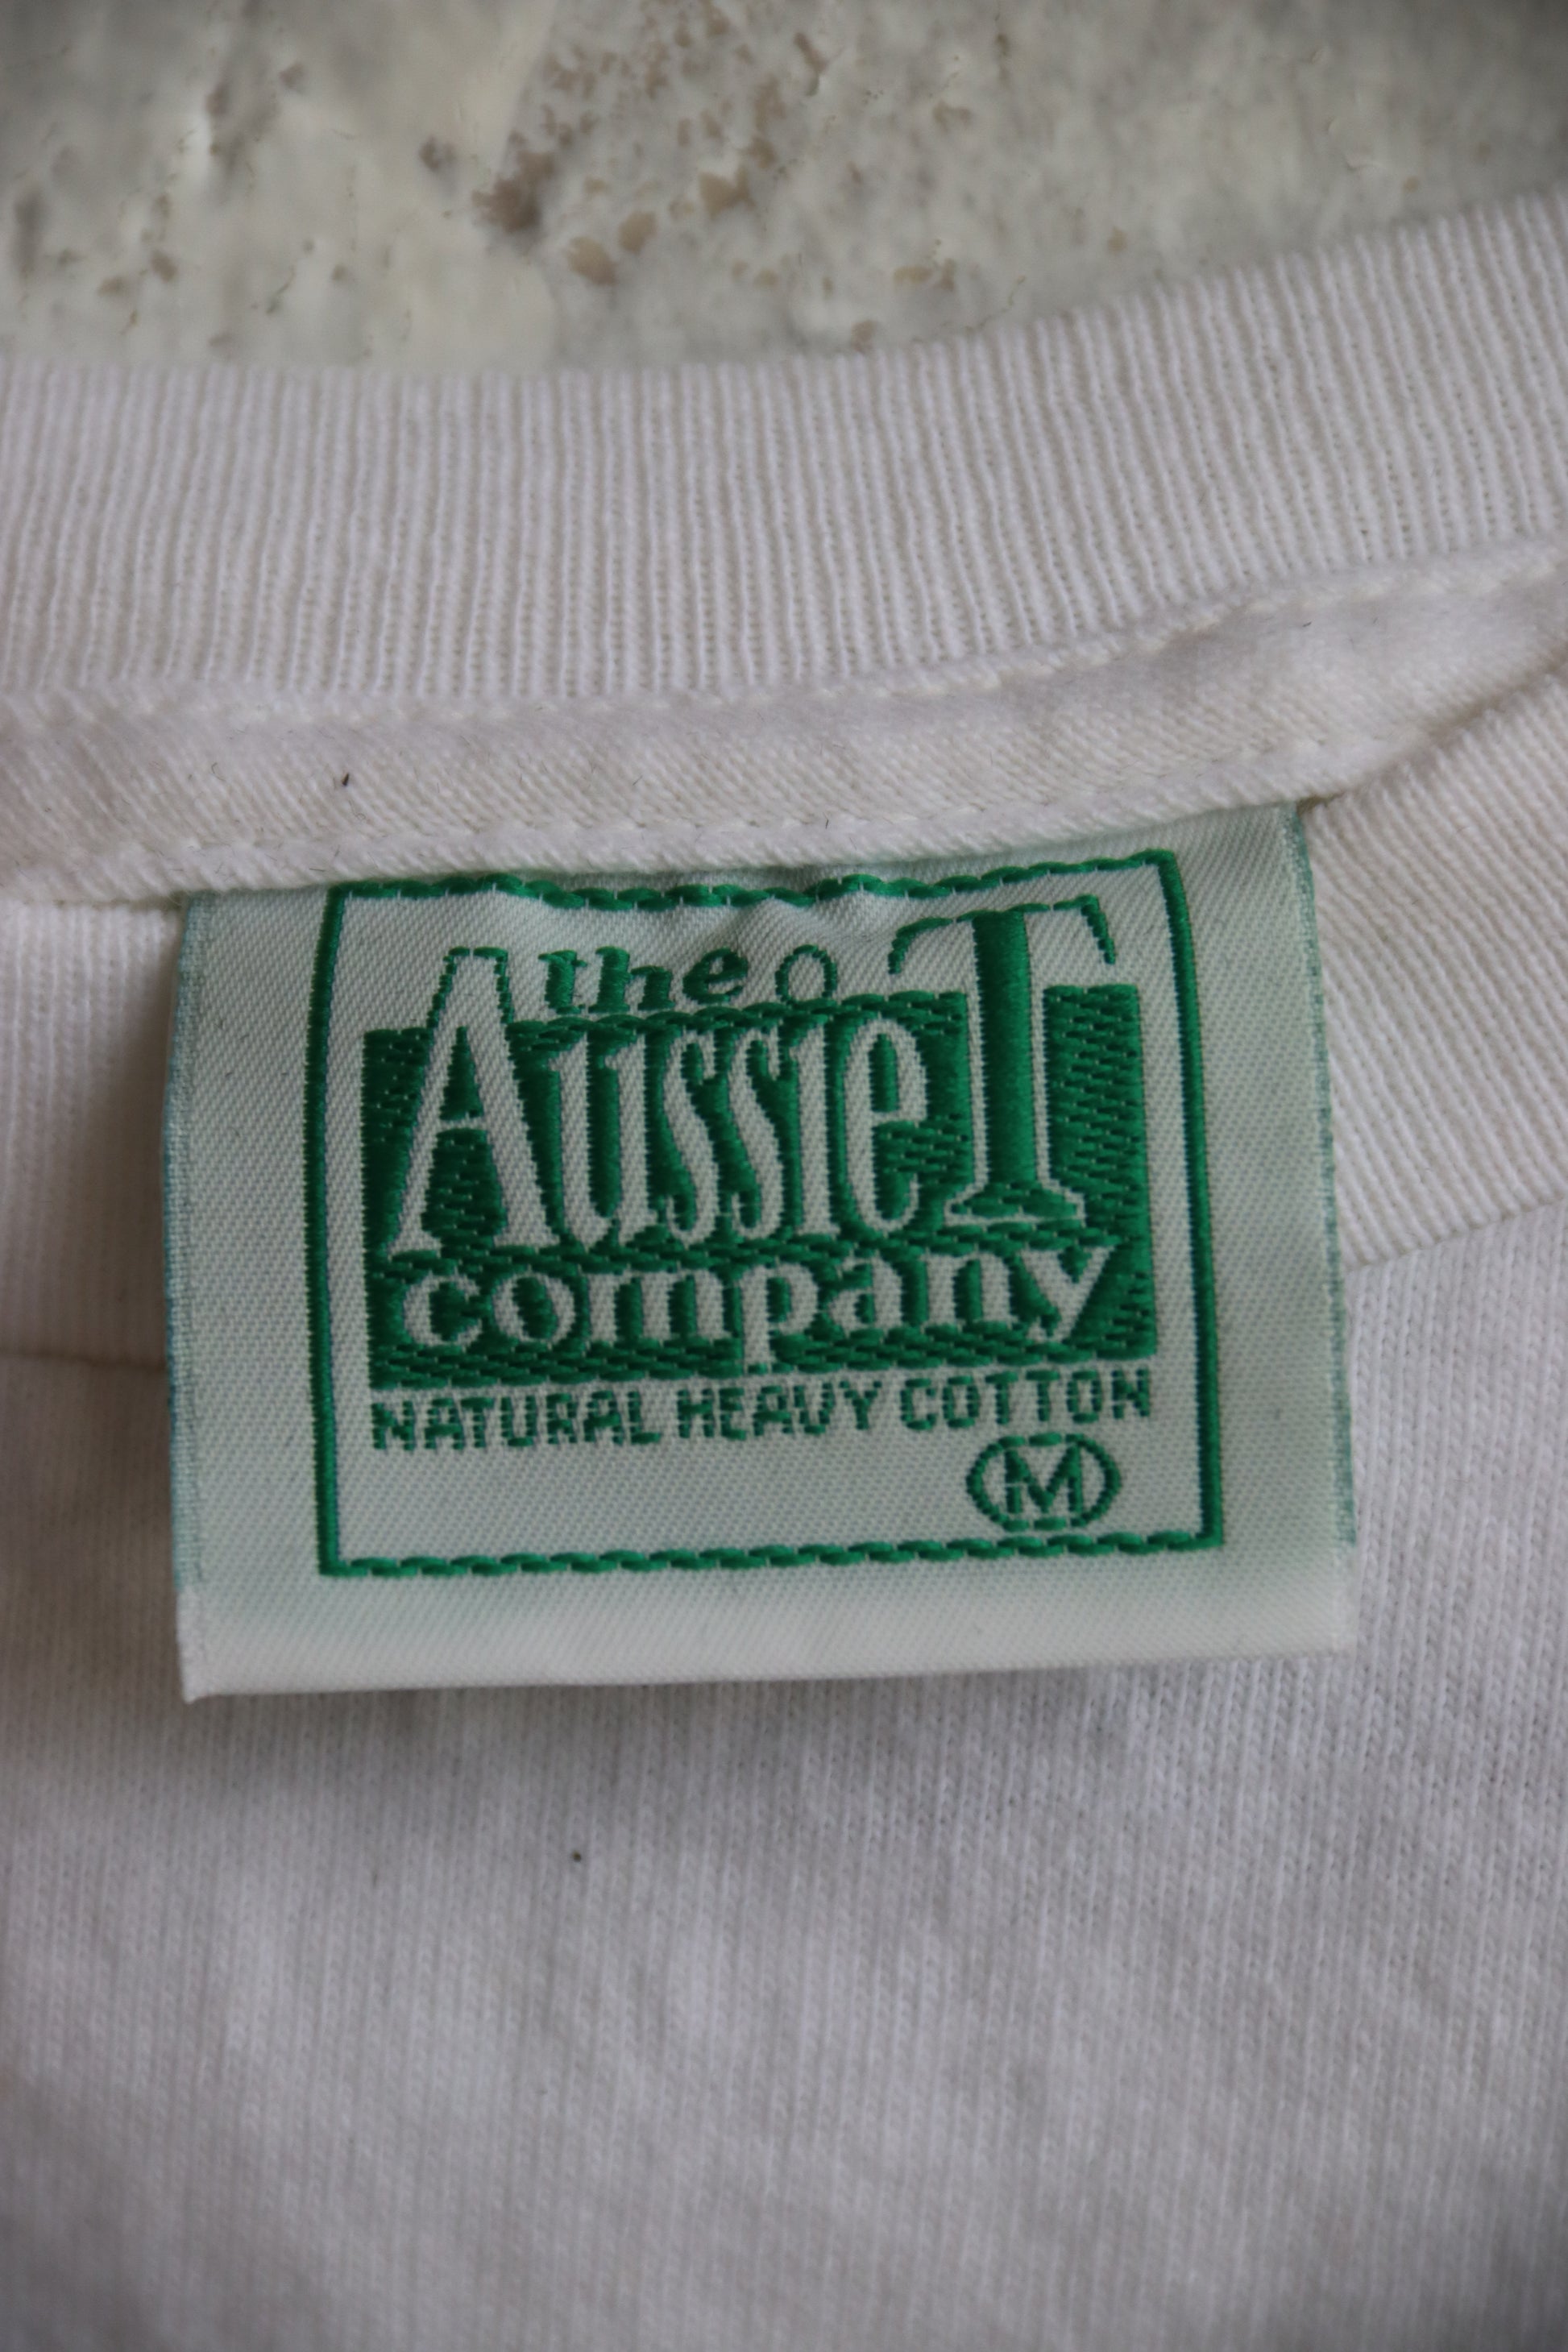 the
Aussie T
company
NATURAL HEAVY COTTON
M